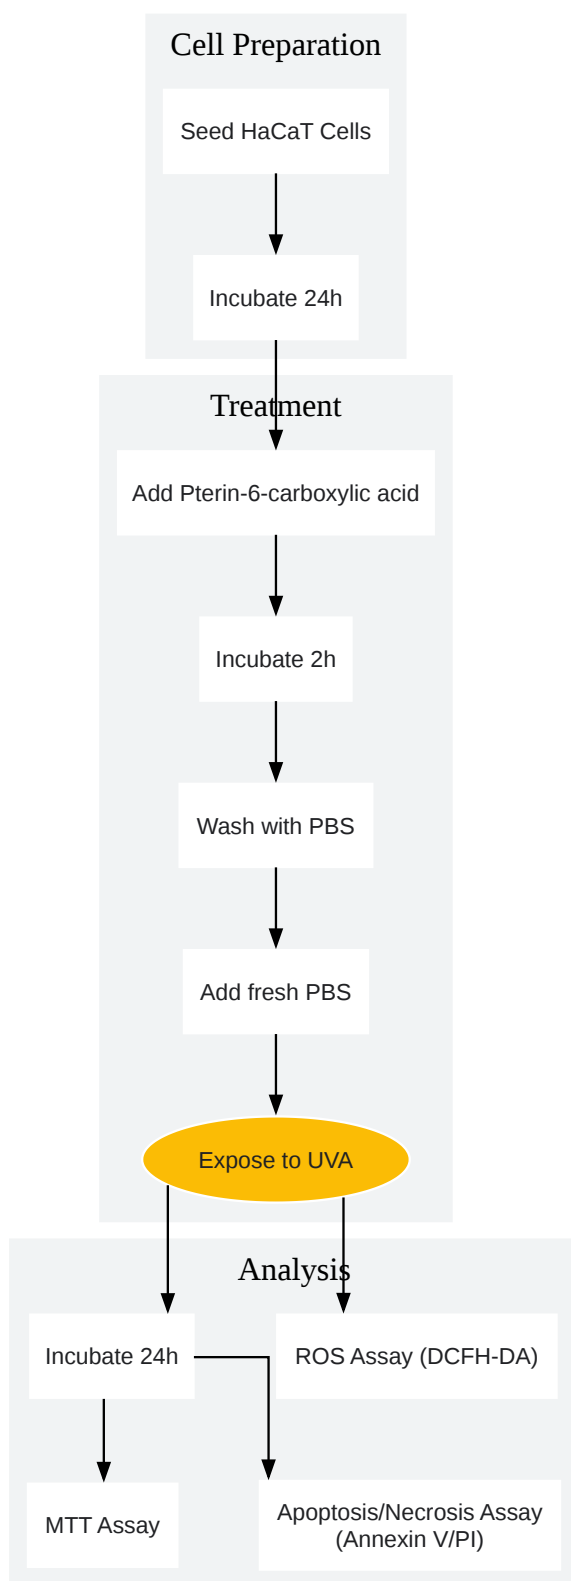 Cell Preparation
Seed HaCaT Cells
Incubate 24h
Treatment
Add Pterin-6-carboxylic acid
Incubate 2h
Wash with PBS
Add fresh PBS
Expose to UVA
Analysis
Incubate 24h
ROS Assay (DCFH-DA)
MTT Assay
Apoptosis/Necrosis Assay
(Annexin V/PI)